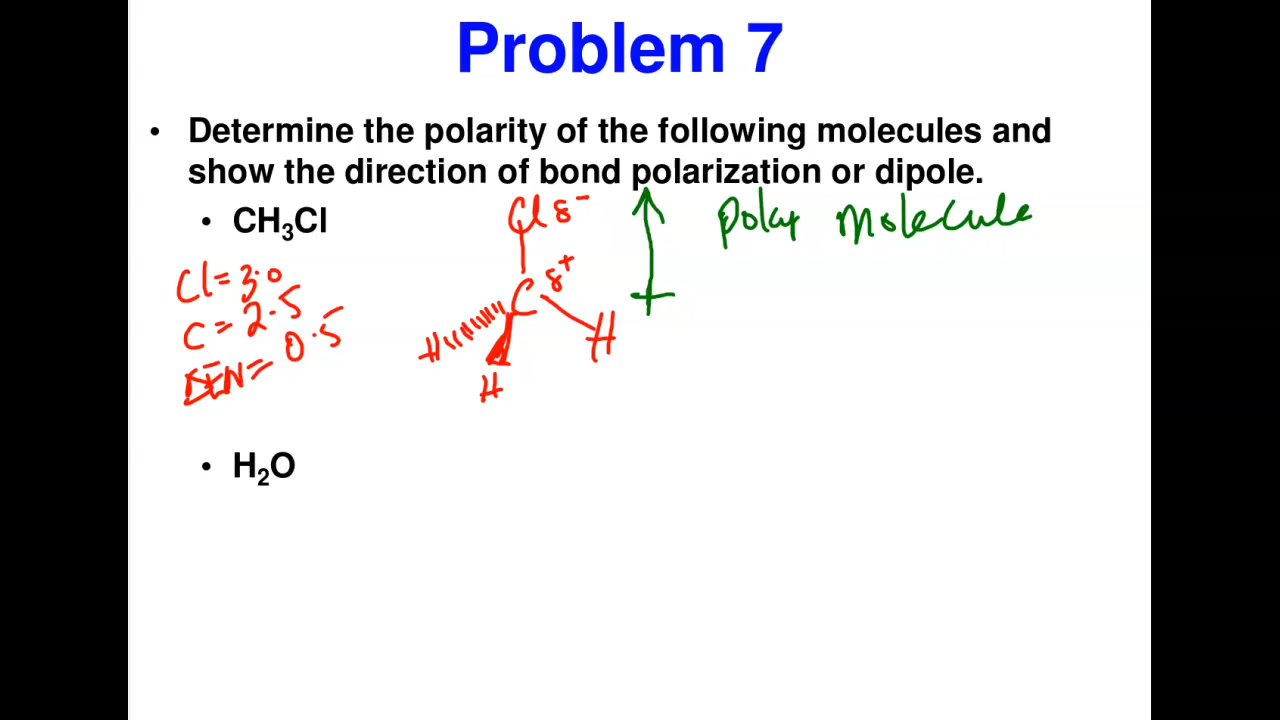 Problem 7
• Determine the polarity of the following molecules and
show the direction of bond polarization or dipole.
• CH₃Cl
Cl δ⁻
polar molecule
C δ⁺
H
H
H
Cl = 3.0
C = 2.5
ΔEN = 0.5
• H₂O